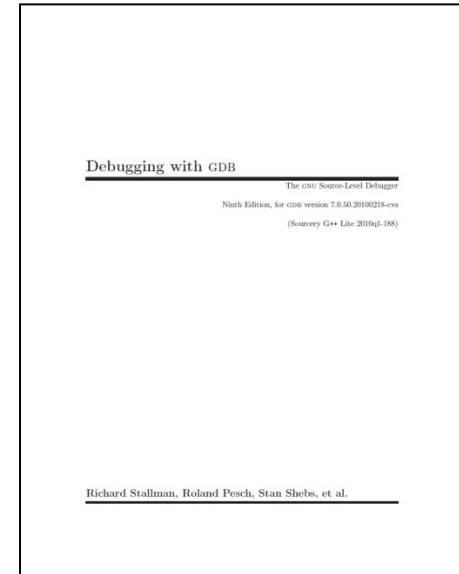 Debugging with GDB
The GNU Source-Level Debugger
Ninth Edition, for GDB version 7.0.50.20100218-cvs
(Sourcery G++ Lite 2010q1-188)
Richard Stallman, Roland Pesch, Stan Shebs, et al.